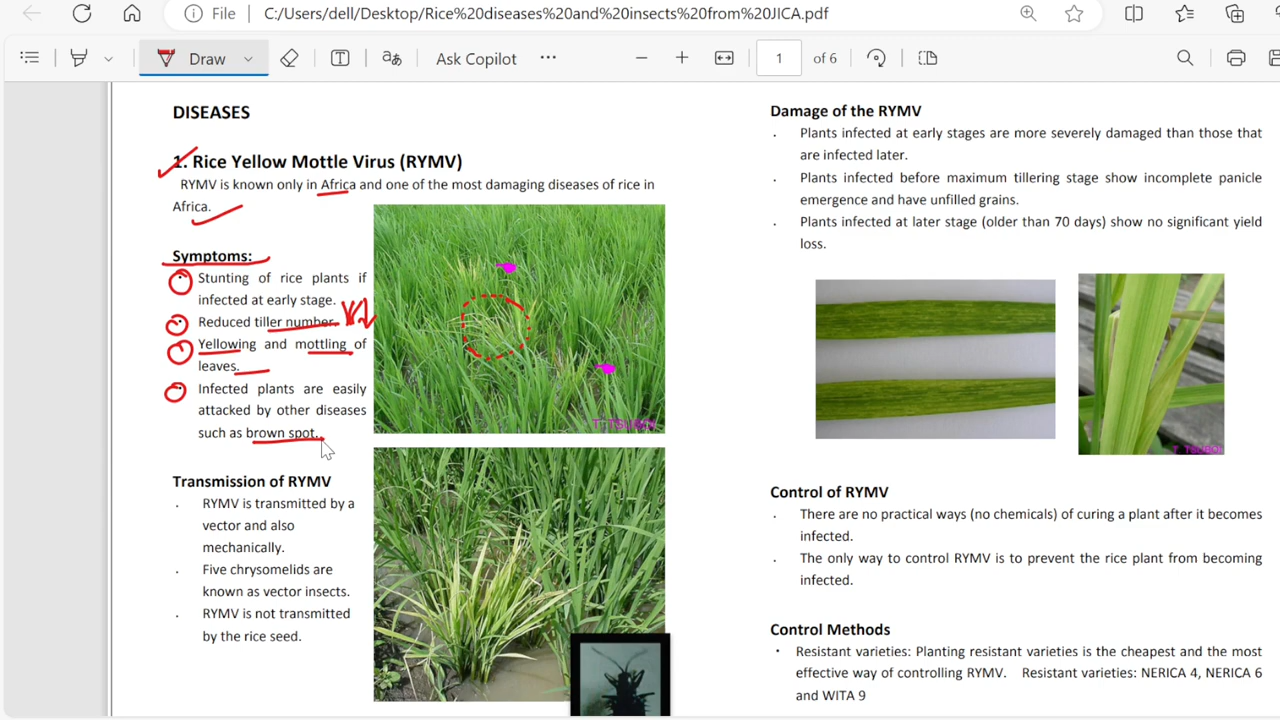 File
C:/Users/dell/Desktop/Rice%20diseases%20and%20insects%20from%20JICA.pdf
Draw
Ask Copilot
1
of 6
DISEASES
1. Rice Yellow Mottle Virus (RYMV)
RYMV is known only in Africa and one of the most damaging diseases of rice in
Africa.
Symptoms:
Stunting of rice plants if
infected at early stage.
Reduced tiller number.
Yellowing and mottling of
leaves.
Infected plants are easily
attacked by other diseases
such as brown spot.
Transmission of RYMV
RYMV is transmitted by a
vector and also
mechanically.
Five chrysomelids are
known as vector insects.
RYMV is not transmitted
by the rice seed.
T. TSUBOI
Damage of the RYMV
Plants infected at early stages are more severely damaged than those that
are infected later.
Plants infected before maximum tillering stage show incomplete panicle
emergence and have unfilled grains.
Plants infected at later stage (older than 70 days) show no significant yield
loss.
T. TSUBOI
Control of RYMV
There are no practical ways (no chemicals) of curing a plant after it becomes
infected.
The only way to control RYMV is to prevent the rice plant from becoming
infected.
Control Methods
Resistant varieties: Planting resistant varieties is the cheapest and the most
effective way of controlling RYMV. Resistant varieties: NERICA 4, NERICA 6
and WITA 9